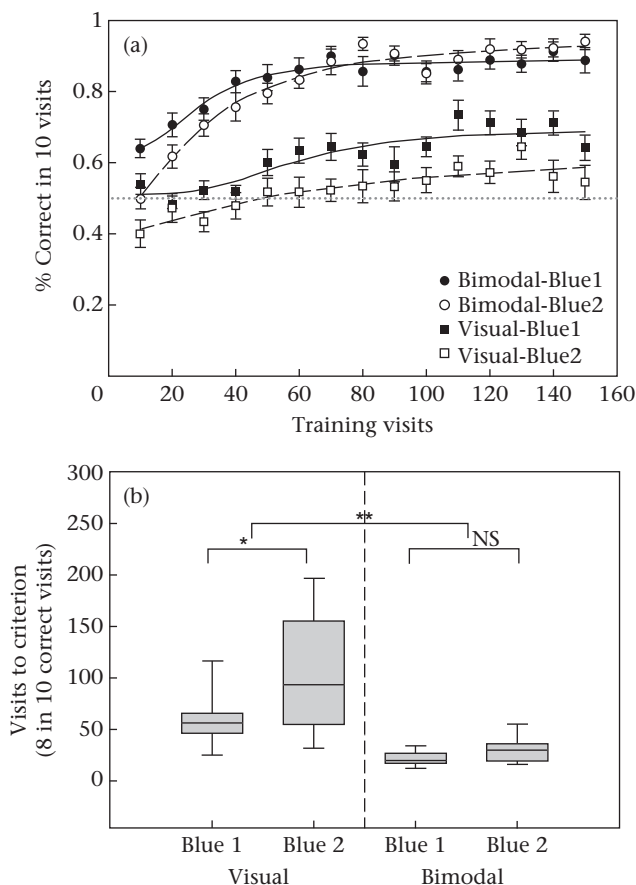 (a)
1
0.8
0.6
0.4
0.2
0 20 40 60 80 100 120 140 160
% Correct in 10 visits
Bimodal-Blue1
Bimodal-Blue2
Visual-Blue1
Visual-Blue2
Training visits
(b)
300
250
200
150
100
50
0
Visits to criterion
(8 in 10 correct visits)
**
*
NS
Blue 1 Blue 2 Blue 1 Blue 2
Visual Bimodal